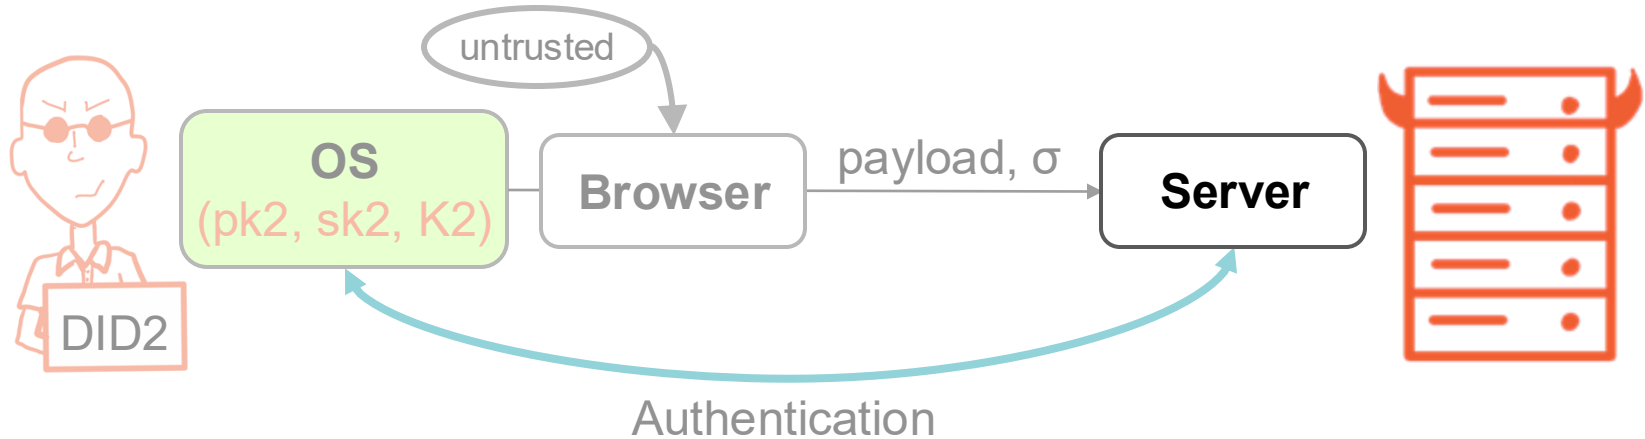 untrusted
OS
(pk2, sk2, K2)
Browser
payload, σ
Server
DID2
Authentication